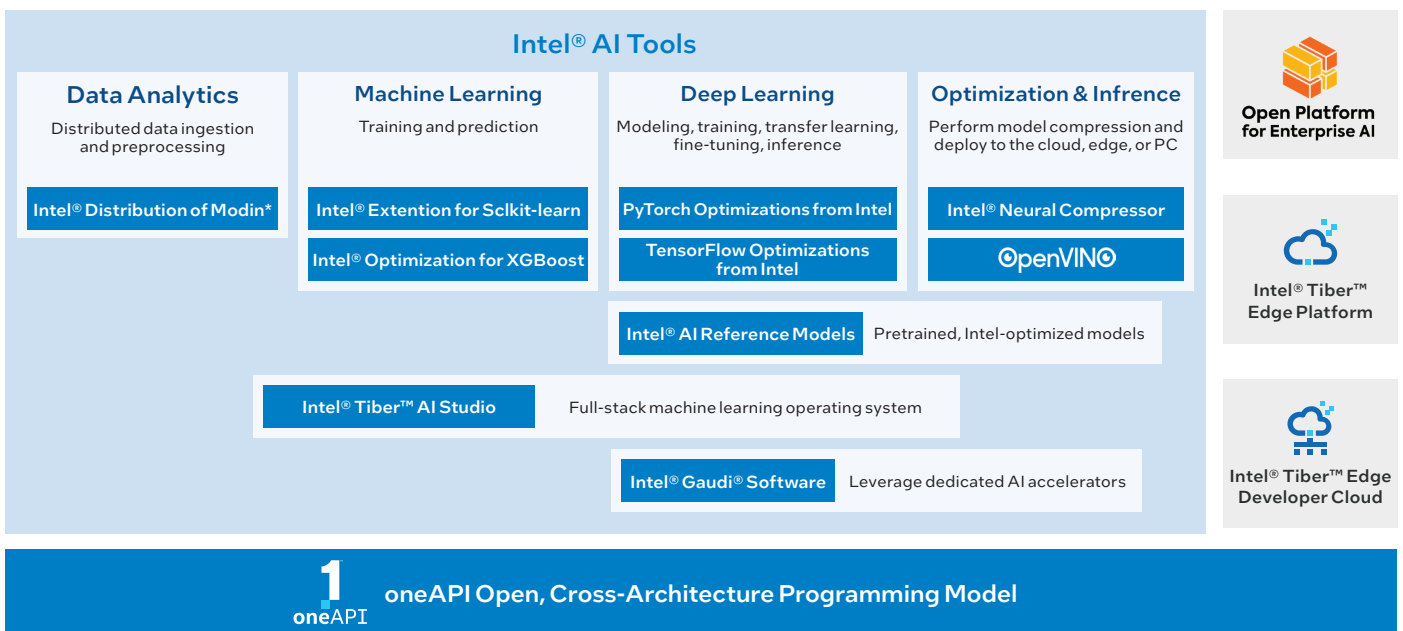 Intel® AI Tools
Data Analytics
Distributed data ingestion
and preprocessing
Intel® Distribution of Modin*
Machine Learning
Training and prediction
Intel® Extention for Sclkit-learn
Intel® Optimization for XGBoost
Deep Learning
Modeling, training, transfer learning,
fine-tuning, inference
PyTorch Optimizations from Intel
TensorFlow Optimizations
from Intel
Optimization & Infrence
Perform model compression and
deploy to the cloud, edge, or PC
Intel® Neural Compressor
OpenVINO
Intel® AI Reference Models
Pretrained, Intel-optimized models
Intel® Tiber™ AI Studio
Full-stack machine learning operating system
Intel® Gaudi® Software
Leverage dedicated AI accelerators
Open Platform
for Enterprise AI
Intel® Tiber™
Edge Platform
Intel® Tiber™ Edge
Developer Cloud
1
oneAPI
oneAPI Open, Cross-Architecture Programming Model